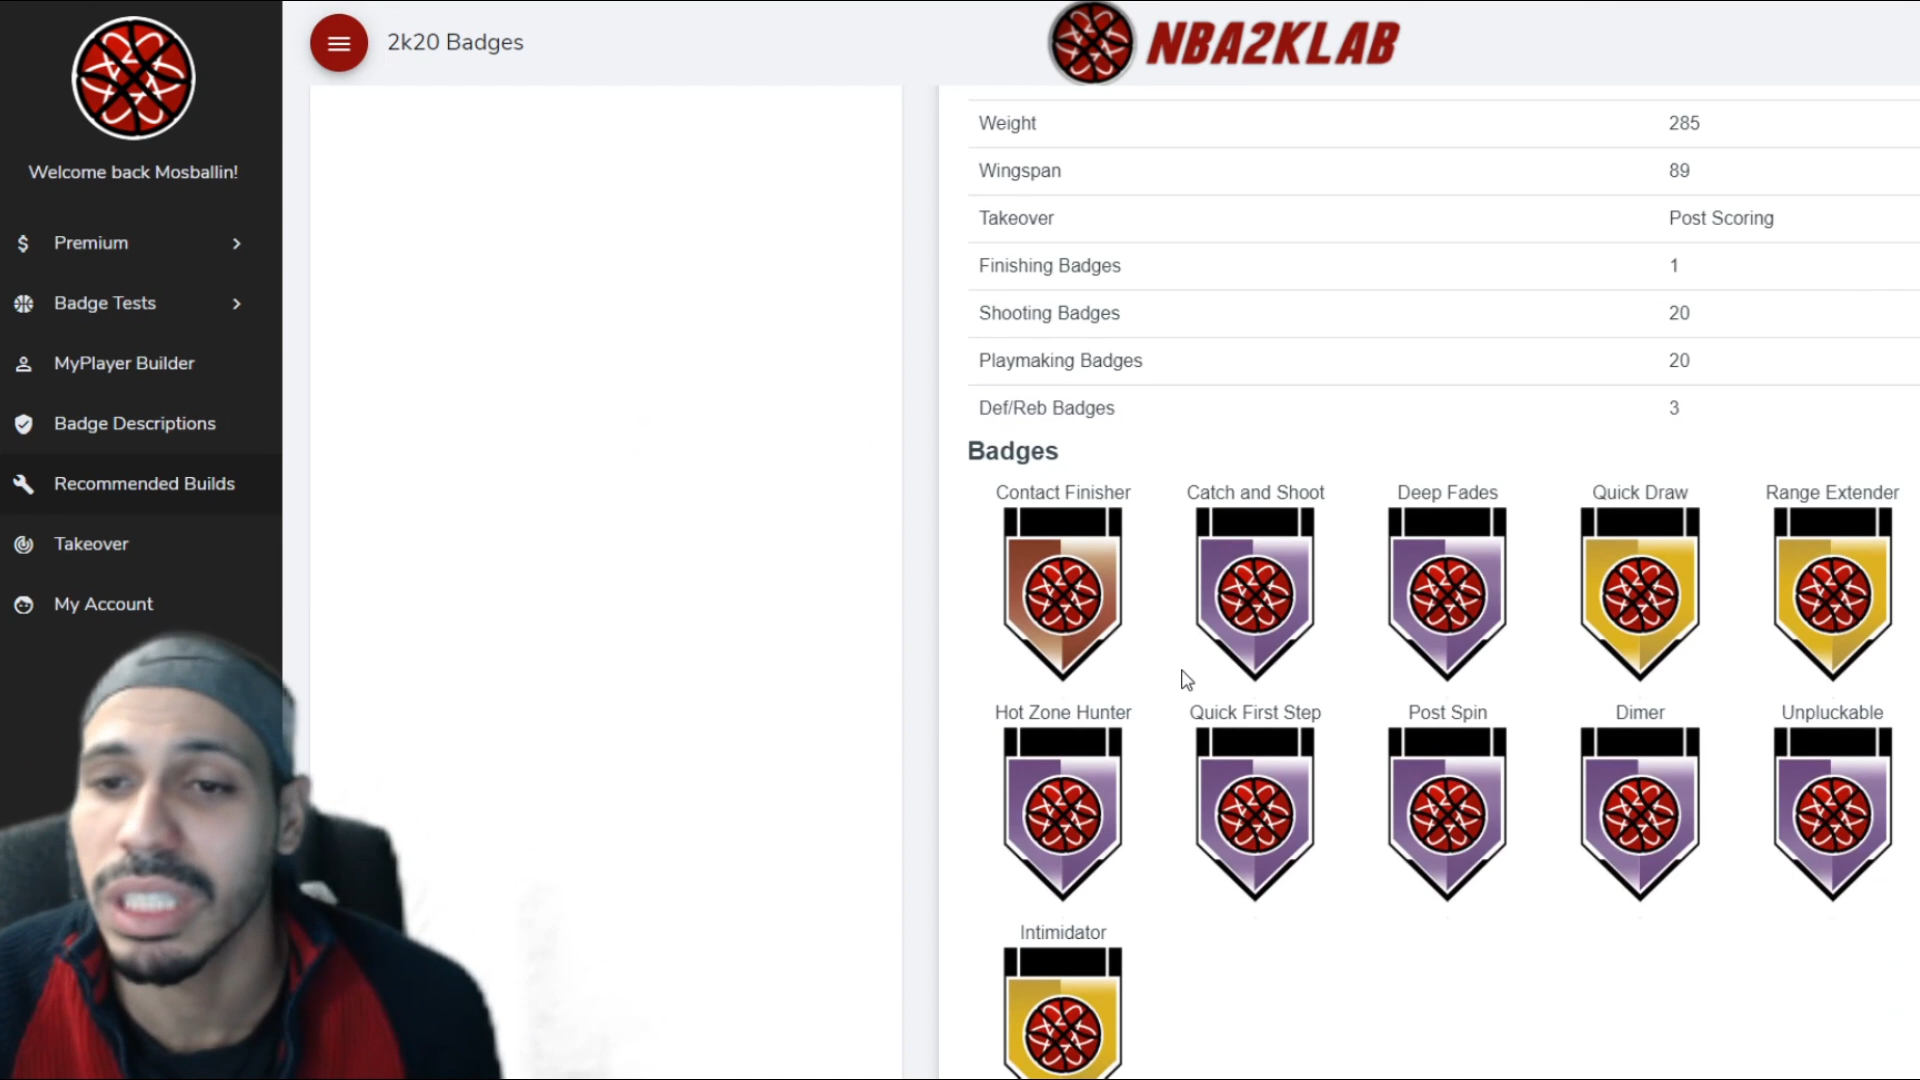 2k20 Badges
NBA2KLAB
Welcome back Mosballin!
Premium
Badge Tests
MyPlayer Builder
Badge Descriptions
Recommended Builds
Takeover
My Account
Weight 285
Wingspan 89
Takeover Post Scoring
Finishing Badges 1
Shooting Badges 20
Playmaking Badges 20
Def/Reb Badges 3
Badges
Contact Finisher Catch and Shoot Deep Fades Quick Draw Range Extender
Hot Zone Hunter Quick First Step Post Spin Dimer Unpluckable
Intimidator